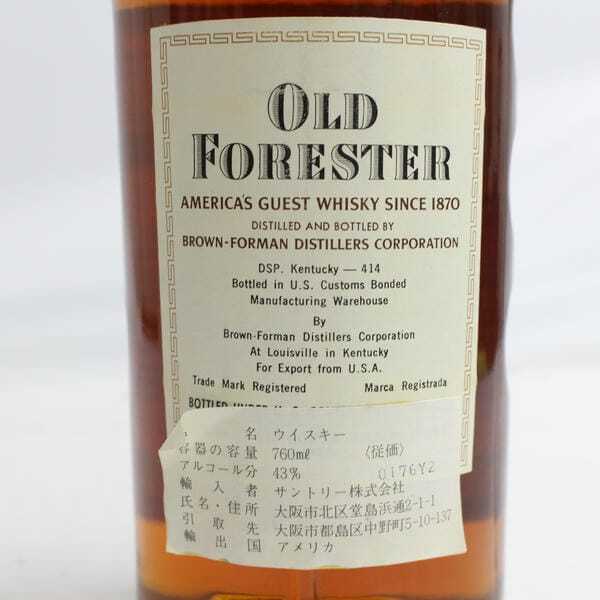 OLD
FORESTER
AMERICA'S GUEST WHISKY SINCE 1870
DISTILLED AND BOTTLED BY
BROWN-FORMAN DISTILLERS CORPORATION
DSP. Kentucky — 414
Bottled in U.S. Customs Bonded
Manufacturing Warehouse
By
Brown-Forman Distillers Corporation
At Louisville in Kentucky
For Export from U.S.A.
Trade Mark Registered Marca Registrada
BOTTLED UNDER
名 ウイスキー
容器の容量 760mℓ 〈従価〉
アルコール分 43% 0176Y2
輸入者 サントリー株式会社
氏名・住所 大阪市北区堂島浜通2-1-1
引取先 大阪市都島区中野町5-10-137
輸出国 アメリカ